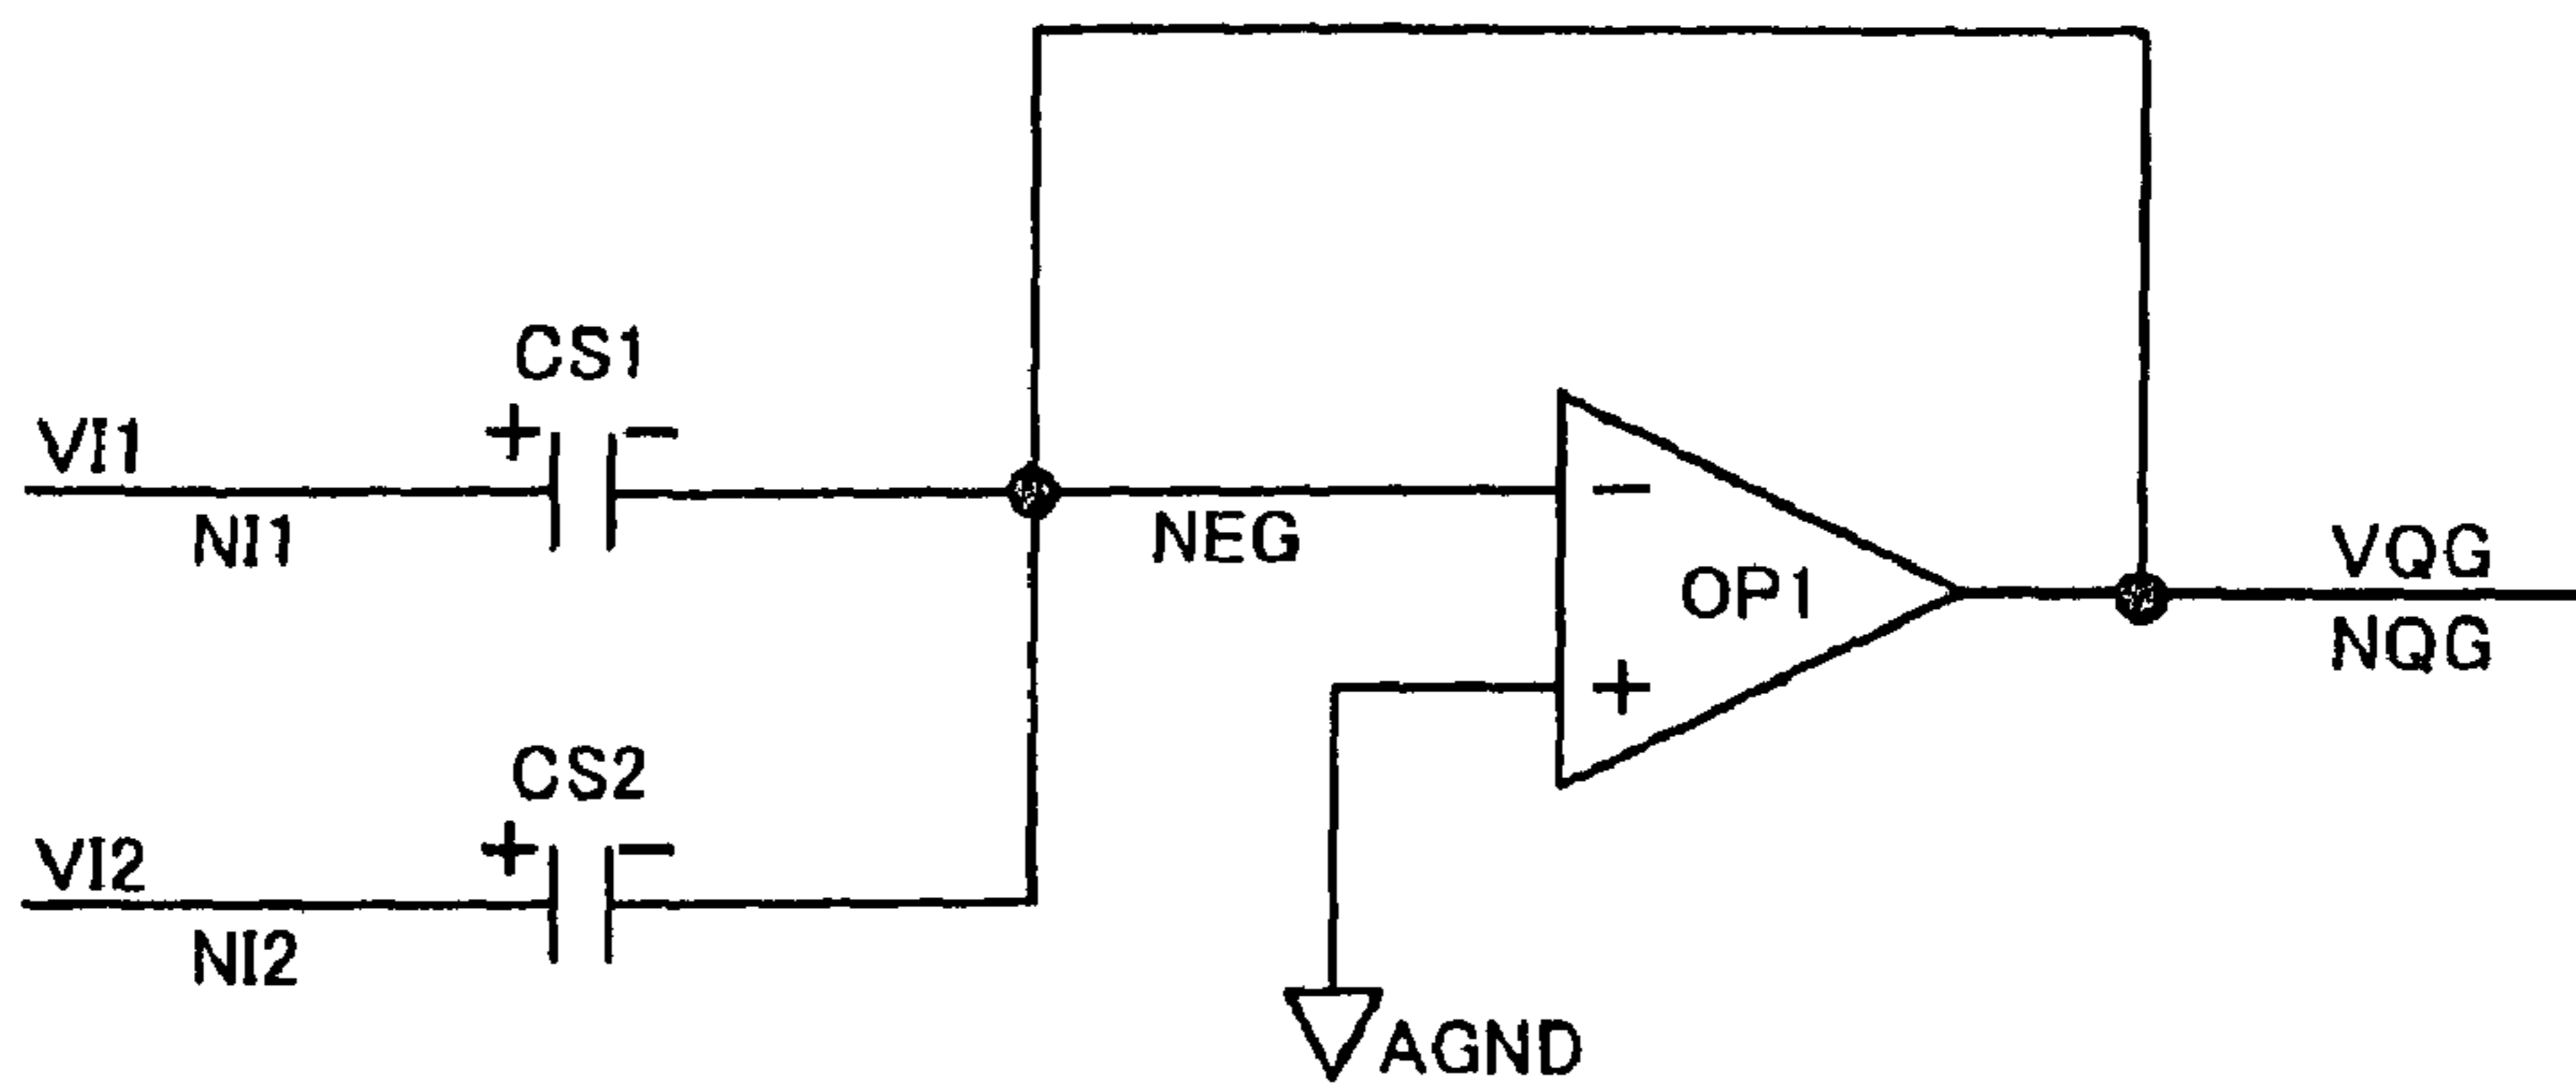 CS1
+ −
VI1
NI1
NEG
−
OP1
+
VQG
NQG
CS2
+ −
VI2
NI2
AGND